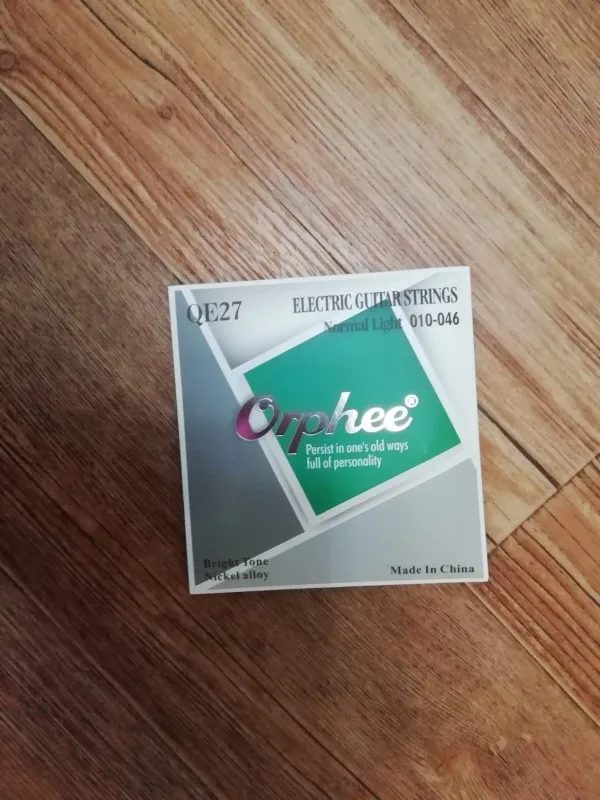 QE27
ELECTRIC GUITAR STRINGS
Normal Light 010-046
Orphee®
Persist in one's old ways
full of personality
Bright Tone
Nickel alloy
Made In China